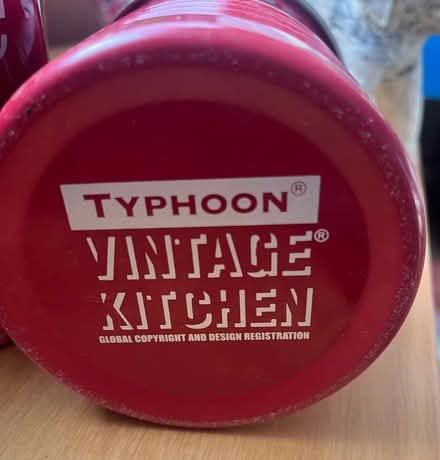 TYPHOON®
VINTAGE®
KITCHEN
GLOBAL COPYRIGHT AND DESIGN REGISTRATION